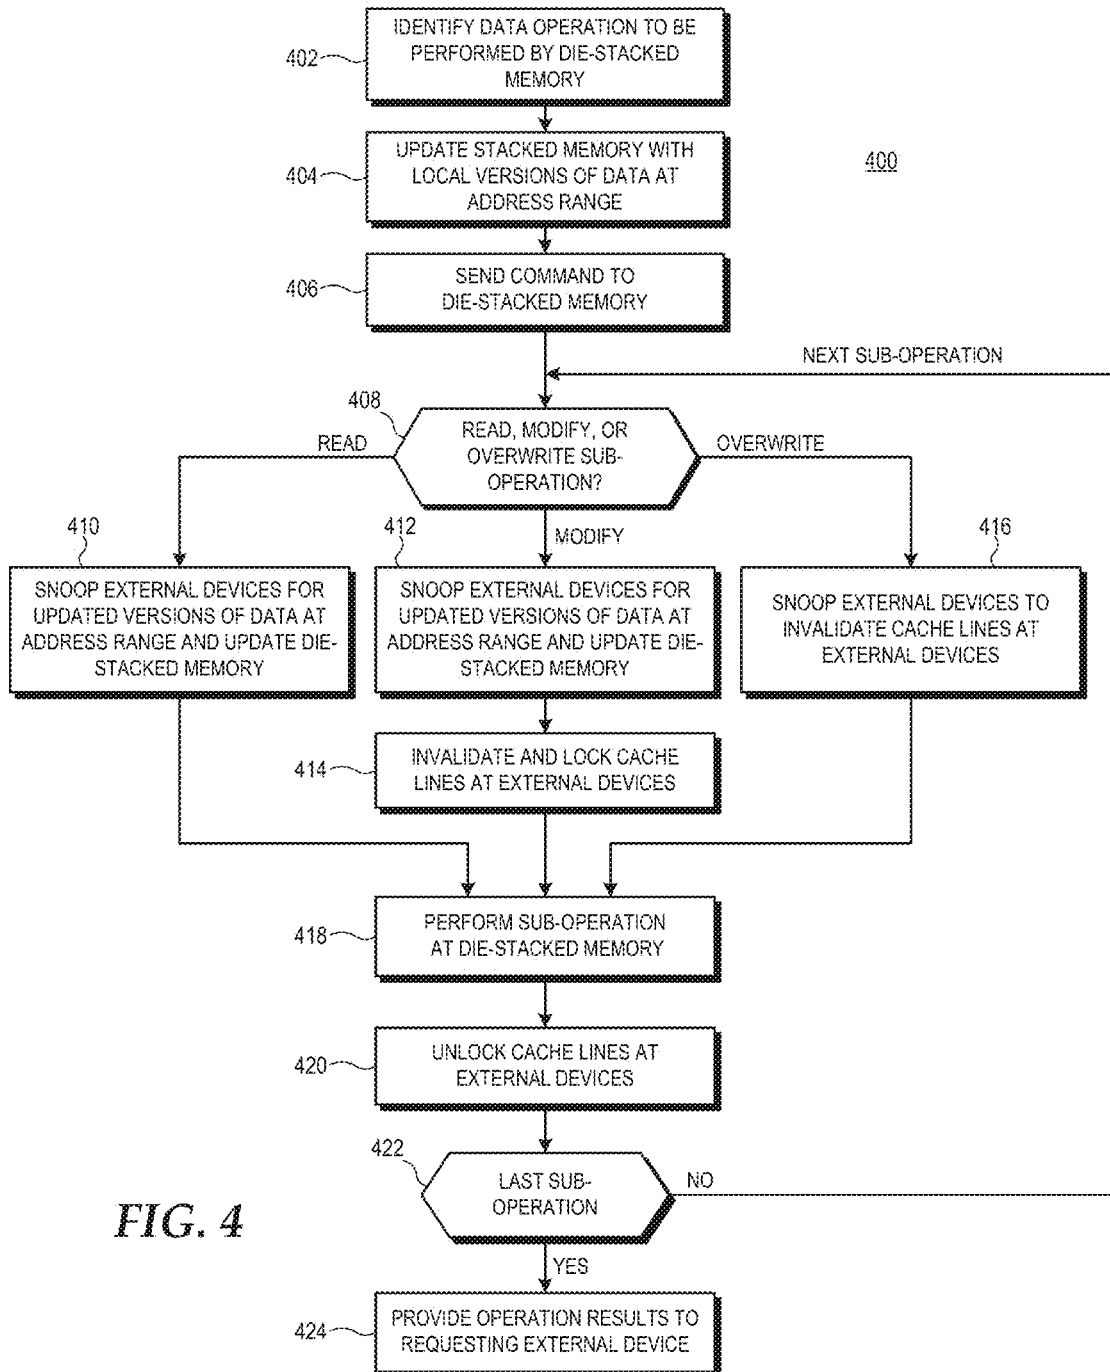 IDENTIFY DATA OPERATION TO BE
PERFORMED BY DIE-STACKED
MEMORY
402
UPDATE STACKED MEMORY WITH
LOCAL VERSIONS OF DATA AT
ADDRESS RANGE
404
400
SEND COMMAND TO
DIE-STACKED MEMORY
406
NEXT SUB-OPERATION
408
READ, MODIFY, OR
OVERWRITE SUB-
OPERATION?
READ
OVERWRITE
MODIFY
410
SNOOP EXTERNAL DEVICES FOR
UPDATED VERSIONS OF DATA AT
ADDRESS RANGE AND UPDATE DIE-
STACKED MEMORY
412
SNOOP EXTERNAL DEVICES FOR
UPDATED VERSIONS OF DATA AT
ADDRESS RANGE AND UPDATE DIE-
STACKED MEMORY
416
SNOOP EXTERNAL DEVICES TO
INVALIDATE CACHE LINES AT
EXTERNAL DEVICES
414
INVALIDATE AND LOCK CACHE
LINES AT EXTERNAL DEVICES
418
PERFORM SUB-OPERATION
AT DIE-STACKED MEMORY
420
UNLOCK CACHE LINES AT
EXTERNAL DEVICES
422
LAST SUB-
OPERATION
NO
YES
FIG. 4
424
PROVIDE OPERATION RESULTS TO
REQUESTING EXTERNAL DEVICE